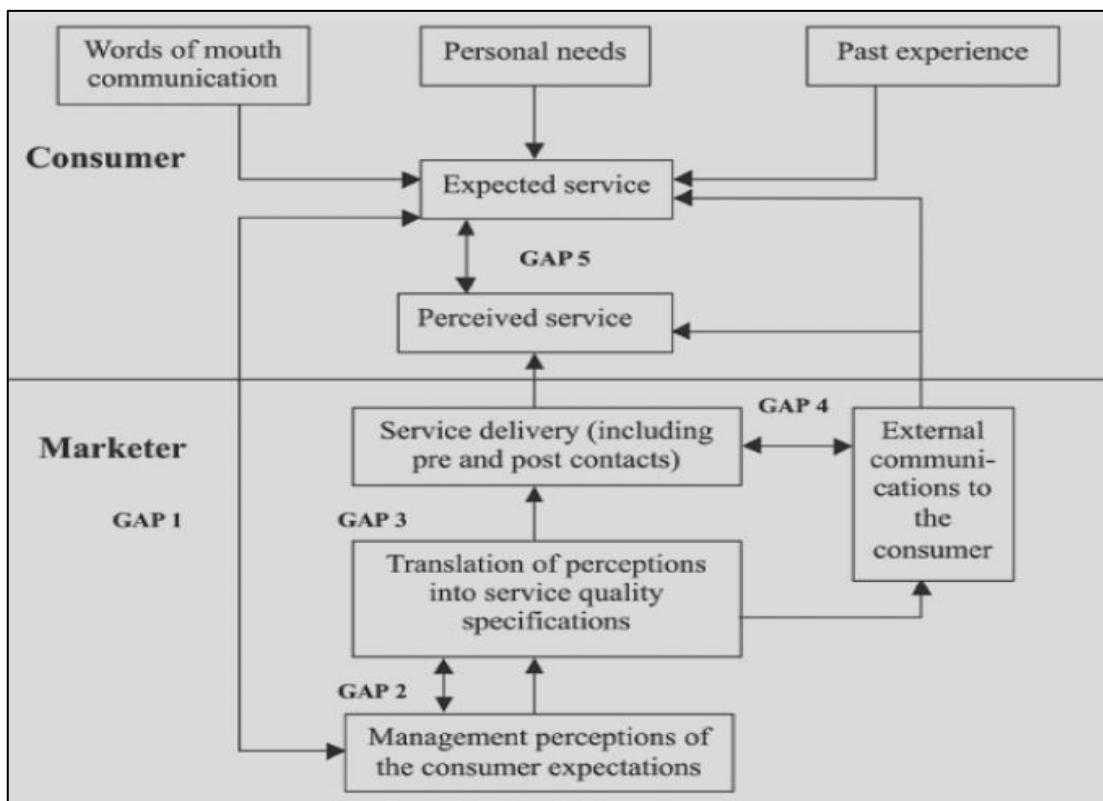 Words of mouth
communication
Personal needs
Past experience
Consumer
Expected service
GAP 5
Perceived service
GAP 4
Marketer
Service delivery (including
pre and post contacts)
External
communi-
cations to
the
consumer
GAP 1
GAP 3
Translation of perceptions
into service quality
specifications
GAP 2
Management perceptions of
the consumer expectations